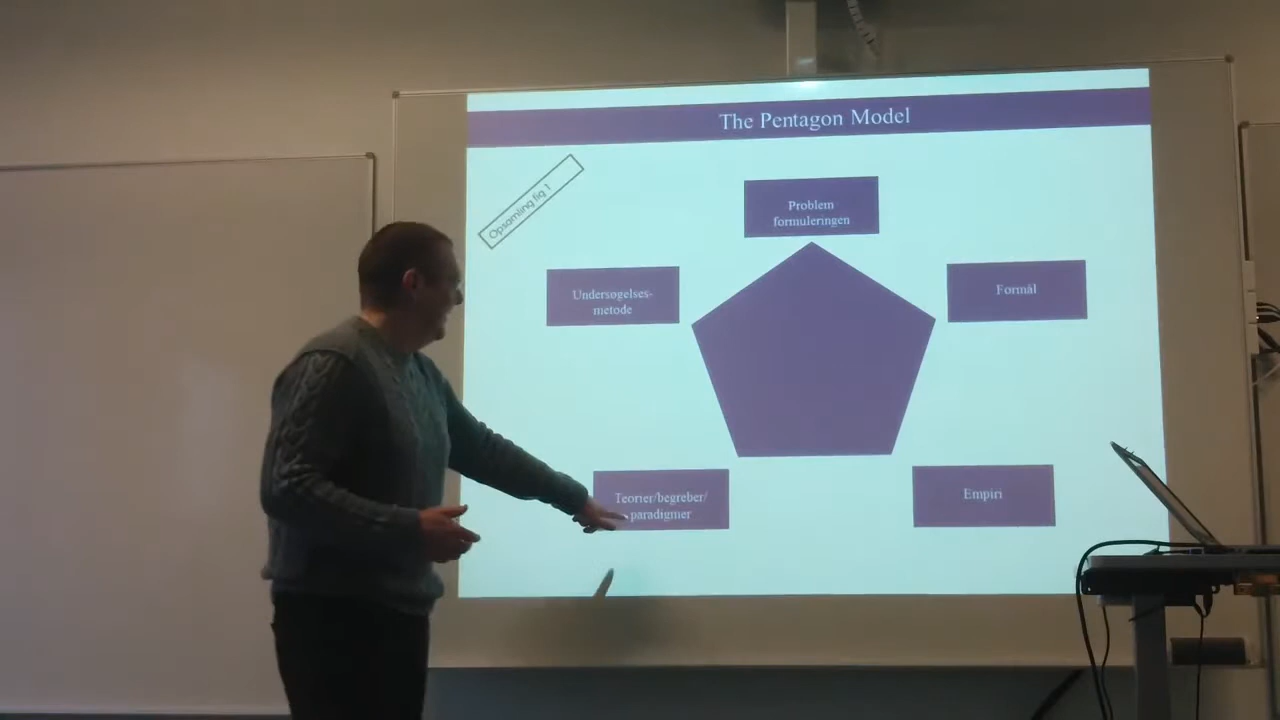 The Pentagon Model
Opsamling fig 1
Problem
formuleringen
Undersøgelses-
metode
Formål
Teorier/begreber/
paradigmer
Empiri